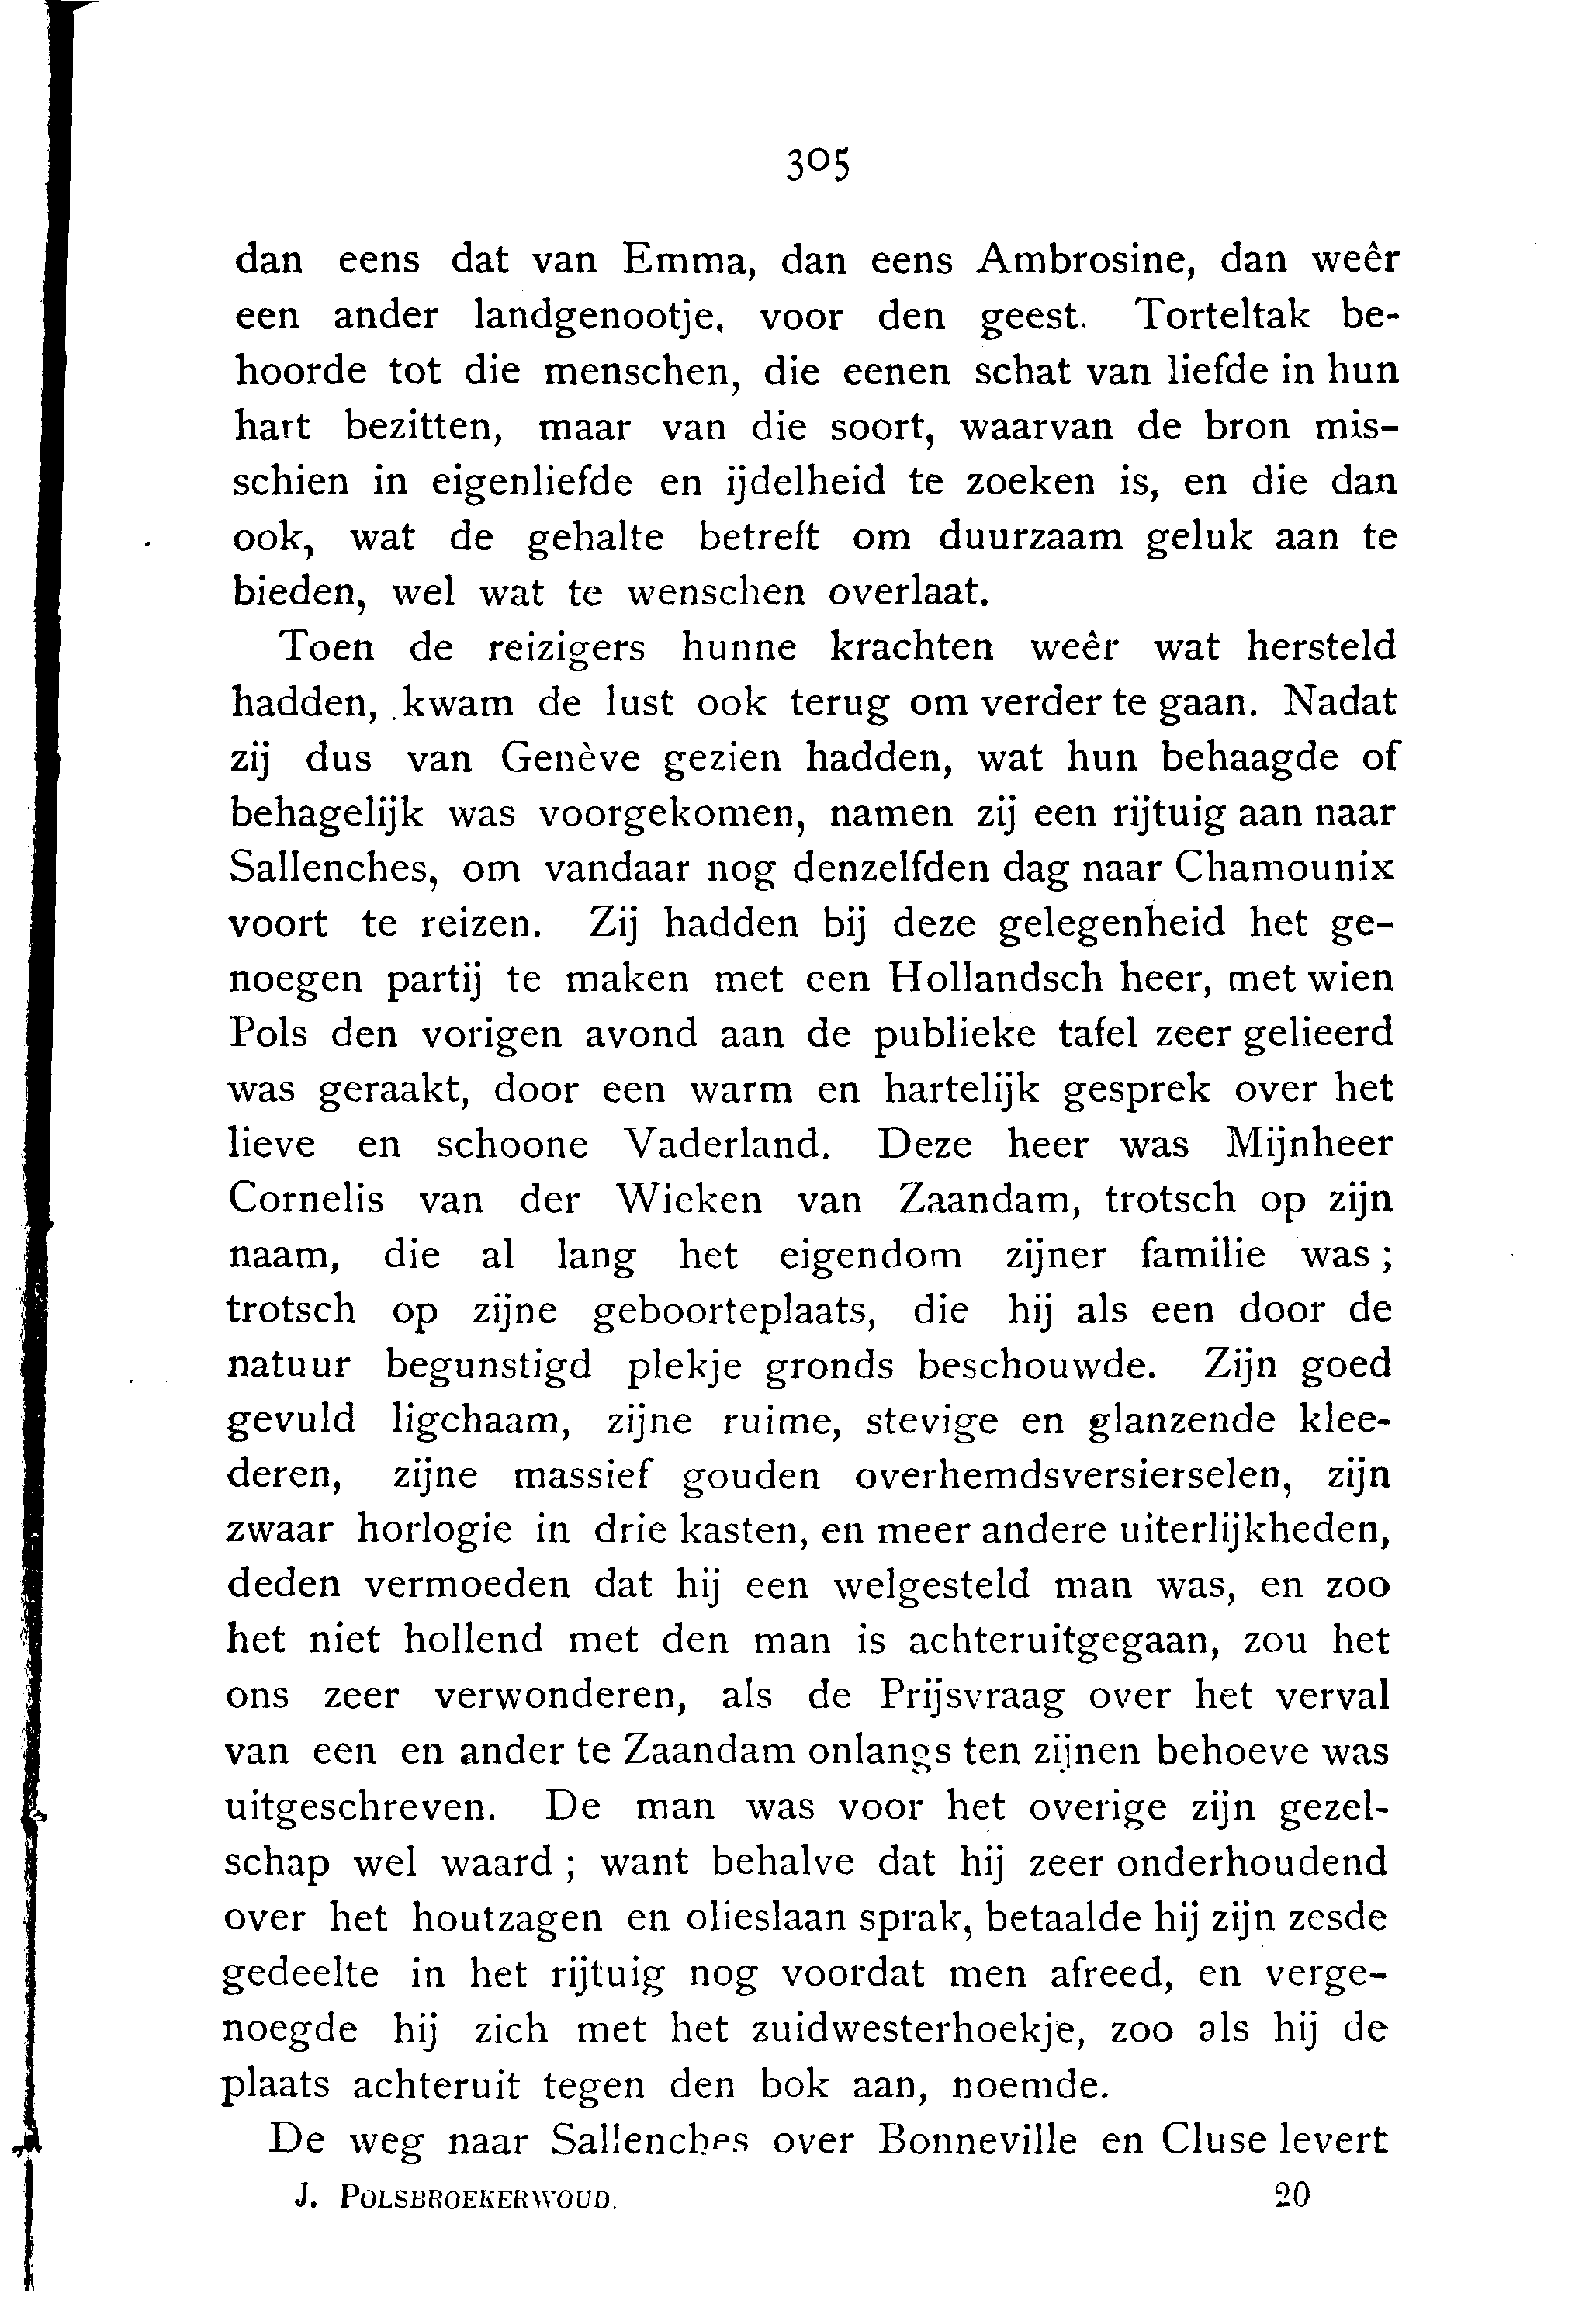 305
dan eens dat van Emma, dan eens Ambrosine, dan weêr
een ander landgenootje, voor den geest. Torteltak be-
hoorde tot die menschen, die eenen schat van liefde in hun
hart bezitten, maar van die soort, waarvan de bron mis-
schien in eigenliefde en ijdelheid te zoeken is, en die dan
ook, wat de gehalte betreft om duurzaam geluk aan te
bieden, wel wat te wenschen overlaat.
Toen de reizigers hunne krachten weêr wat hersteld
hadden, kwam de lust ook terug om verder te gaan. Nadat
zij dus van Genève gezien hadden, wat hun behaagde of
behagelijk was voorgekomen, namen zij een rijtuig aan naar
Sallenches, om vandaar nog denzelfden dag naar Chamounix
voort te reizen. Zij hadden bij deze gelegenheid het ge-
noegen partij te maken met een Hollandsch heer, met wien
Pols den vorigen avond aan de publieke tafel zeer gelieerd
was geraakt, door een warm en hartelijk gesprek over het
lieve en schoone Vaderland. Deze heer was Mijnheer
Cornelis van der Wieken van Zaandam, trotsch op zijn
naam, die al lang het eigendom zijner familie was ;
trotsch op zijne geboorteplaats, die hij als een door de
natuur begunstigd plekje gronds beschouwde. Zijn goed
gevuld ligchaam, zijne ruime, stevige en glanzende klee-
deren, zijne massief gouden overhemdsversierselen, zijn
zwaar horlogie in drie kasten, en meer andere uiterlijkheden,
deden vermoeden dat hij een welgesteld man was, en zoo
het niet hollend met den man is achteruitgegaan, zou het
ons zeer verwonderen, als de Prijsvraag over het verval
van een en ander te Zaandam onlangs ten zijnen behoeve was
uitgeschreven. De man was voor het overige zijn gezel-
schap wel waard ; want behalve dat hij zeer onderhoudend
over het houtzagen en olieslaan sprak, betaalde hij zijn zesde
gedeelte in het rijtuig nog voordat men afreed, en verge-
noegde hij zich met het zuidwesterhoekje, zoo als hij de
plaats achteruit tegen den bok aan, noemde.
De weg naar Sallenches over Bonneville en Cluse levert
J. POLSBROEKERWOUD. 20